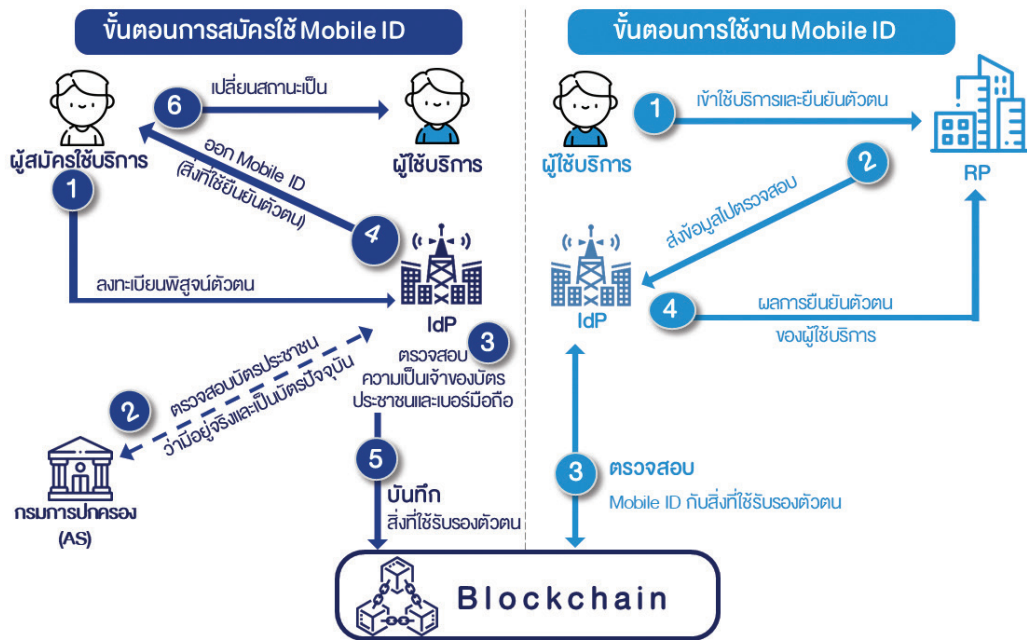 ขั้นตอนการสมัครใช้ Mobile ID
ผู้สมัครใช้บริการ
6
เปลี่ยนสถานะเป็น
ผู้ใช้บริการ
1
ลงทะเบียนพิสูจน์ตัวตน
ออก Mobile ID
(สิ่งที่ใช้ยืนยันตัวตน)
4
IdP
2
ตรวจสอบบัตรประชาชน
ว่ามีอยู่จริงและเป็นบัตรปัจจุบัน
กรมการปกครอง
(AS)
3
ตรวจสอบ
ความเป็นเจ้าของบัตร
ประชาชนและเบอร์มือถือ
5
บันทึก
สิ่งที่ใช้รับรองตัวตน
ขั้นตอนการใช้งาน Mobile ID
ผู้ใช้บริการ
1
เข้าใช้บริการและยืนยันตัวตน
RP
2
ส่งข้อมูลไปตรวจสอบ
IdP
4
ผลการยืนยันตัวตน
ของผู้ใช้บริการ
3
ตรวจสอบ
Mobile ID กับสิ่งที่ใช้รับรองตัวตน
Blockchain